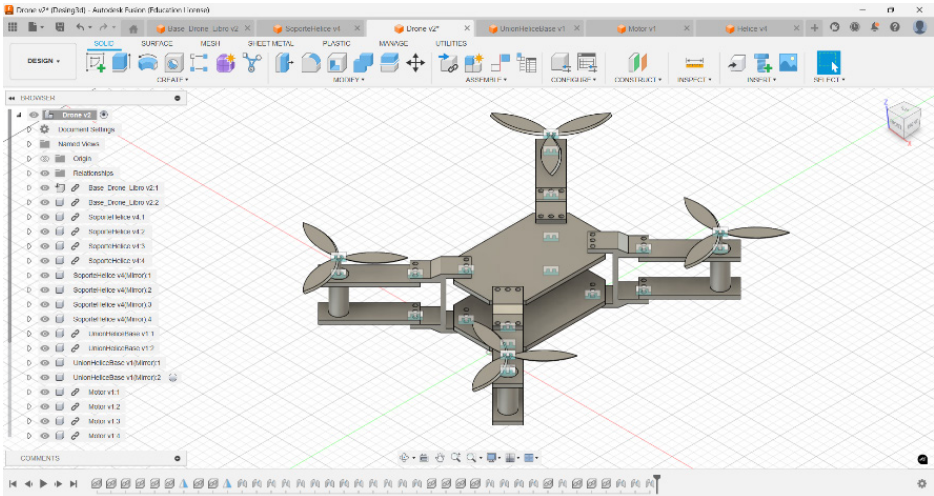 Drone v2* (Desing3d) - Autodesk Fusion (Education License)
Base_Drone_Libro v2
SoporteHelice v4
Drone v2*
UnionHeliceBase v1
Motor v1
Helice v4
SOLID SURFACE MESH SHEET METAL PLASTIC MANAGE UTILITIES
DESIGN
CREATE MODIFY ASSEMBLE CONFIGURE CONSTRUCT INSPECT INSERT SELECT
BROWSER
Drone v2
Document Settings
Named Views
Origin
Relationships
Base_Drone_Libro v2:1
Base_Drone_Libro v2:2
SoporteHelice v4:1
SoporteHelice v4:2
SoporteHelice v4:3
SoporteHelice v4:4
SoporteHelice v4(Mirror):1
SoporteHelice v4(Mirror):2
SoporteHelice v4(Mirror):3
SoporteHelice v4(Mirror):4
UnionHeliceBase v1:1
UnionHeliceBase v1:2
UnionHeliceBase v1(Mirror):1
UnionHeliceBase v1(Mirror):2
Motor v1:1
Motor v1:2
Motor v1:3
Motor v1:4
COMMENTS
Z
X